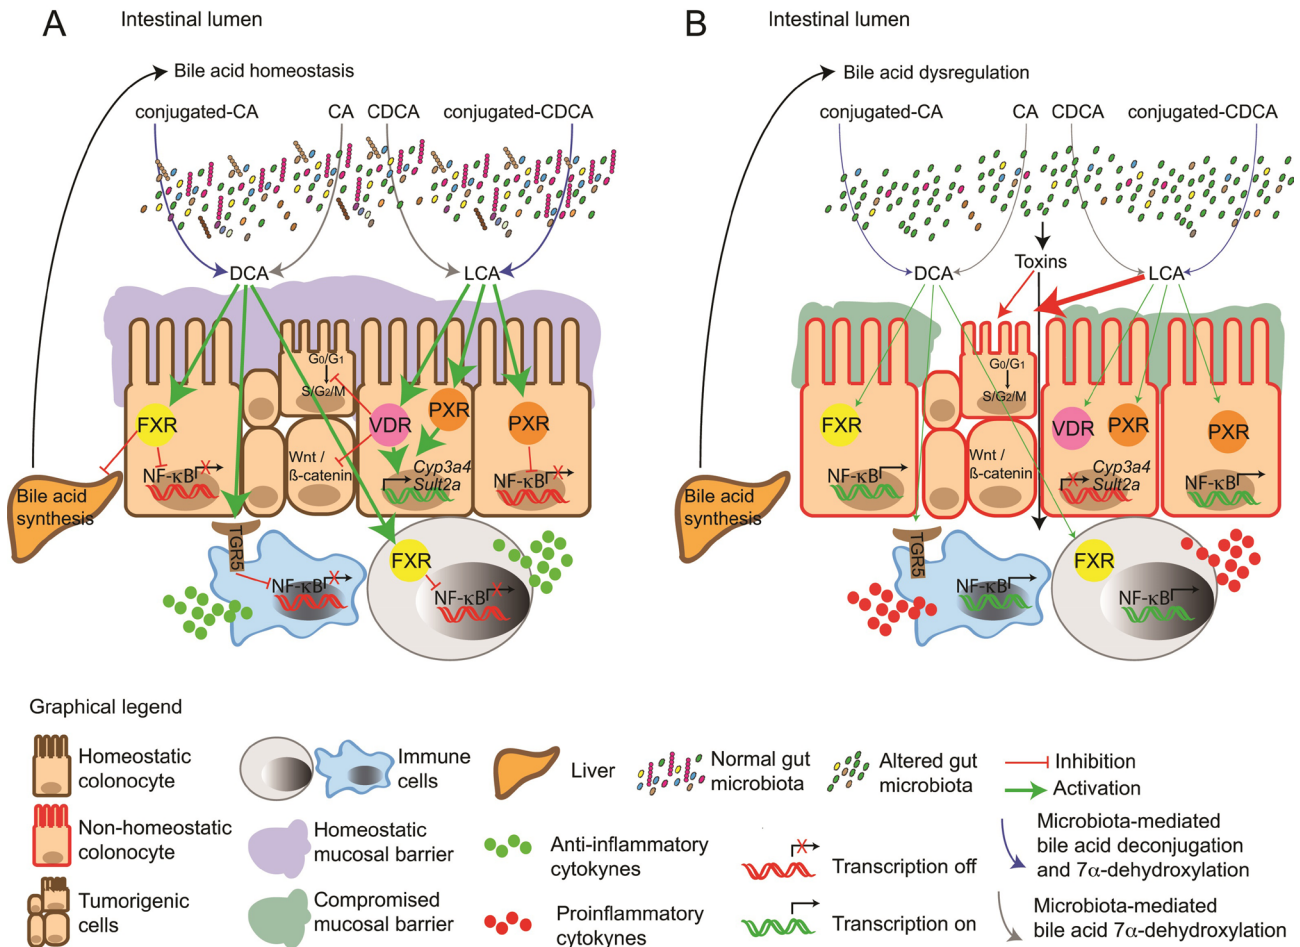 A
Intestinal lumen
Bile acid homeostasis
conjugated-CA
CA
CDCA
conjugated-CDCA
DCA
LCA
G0/G1
S/G2/M
FXR
VDR
PXR
PXR
NF-κB
Wnt /
ß-catenin
Cyp3a4
Sult2a
NF-κB
Bile acid
synthesis
TGR5
NF-κB
FXR
NF-κB
B
Intestinal lumen
Bile acid dysregulation
conjugated-CA
CA
CDCA
conjugated-CDCA
DCA
Toxins
LCA
G0/G1
S/G2/M
FXR
VDR
PXR
PXR
NF-κB
Wnt /
ß-catenin
Cyp3a4
Sult2a
NF-κB
Bile acid
synthesis
TGR5
NF-κB
FXR
NF-κB
Graphical legend
Homeostatic
colonocyte
Non-homeostatic
colonocyte
Tumorigenic
cells
Immune
cells
Homeostatic
mucosal barrier
Compromised
mucosal barrier
Liver
Anti-inflammatory
cytokynes
Proinflammatory
cytokynes
Normal gut
microbiota
Altered gut
microbiota
Transcription off
Transcription on
Inhibition
Activation
Microbiota-mediated
bile acid deconjugation
and 7α-dehydroxylation
Microbiota-mediated
bile acid 7α-dehydroxylation